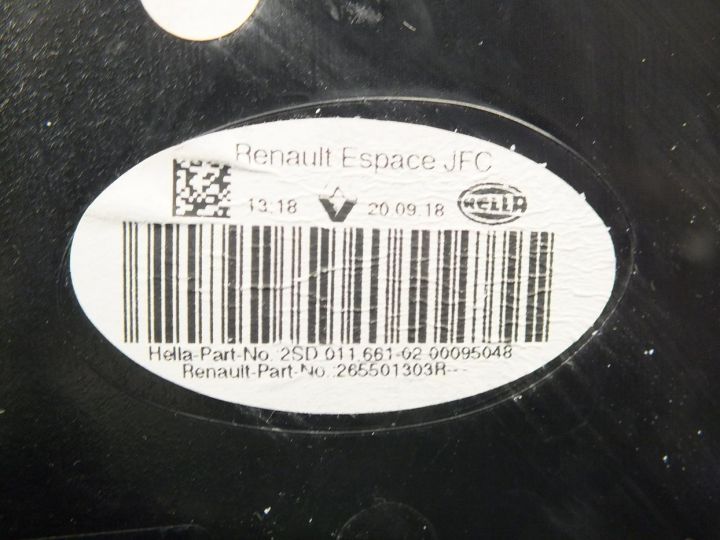 Renault Espace JFC
13:18 20.09.18 HELLA
Hella-Part-No.:2SD 011.661-02 00095048
Renault-Part-No.:265501303R---